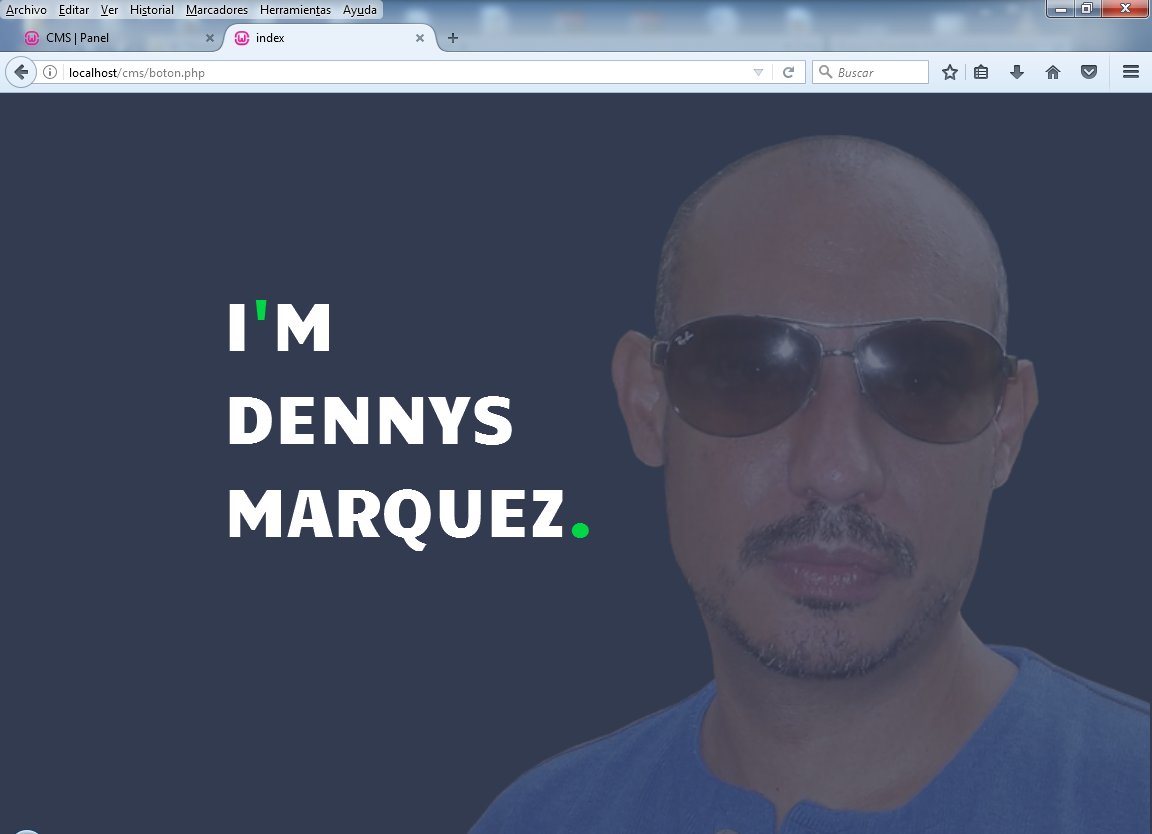 Archivo Editar Ver Historial Marcadores Herramientas Ayuda
CMS | Panel index
localhost/cms/boton.php Buscar
I'M
DENNYS
MARQUEZ.